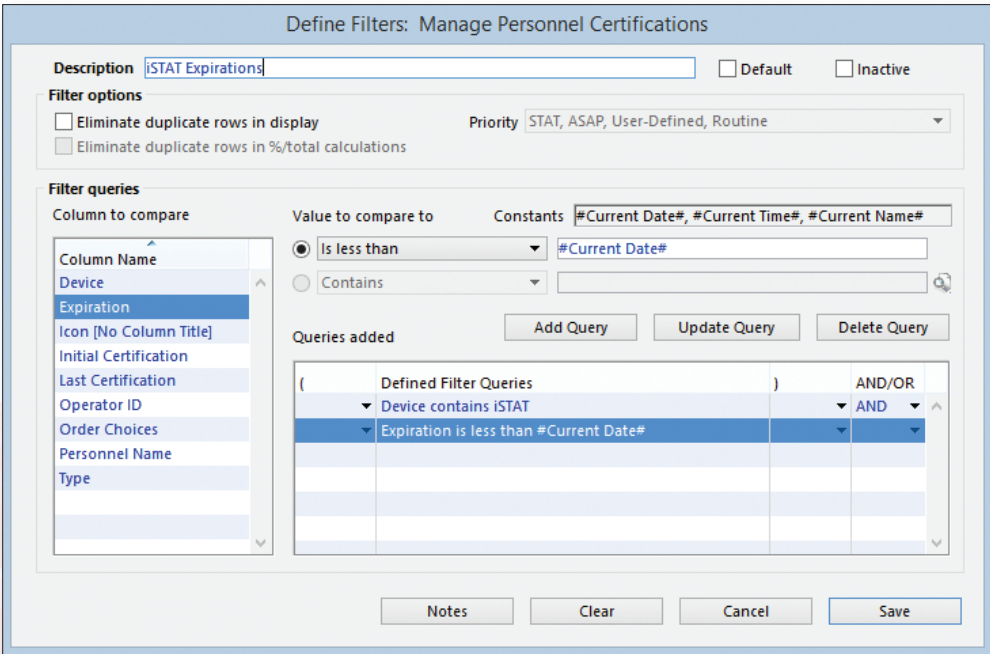 Define Filters: Manage Personnel Certifications
Description iSTAT Expirations Default Inactive
Filter options
Eliminate duplicate rows in display Priority STAT, ASAP, User-Defined, Routine
Eliminate duplicate rows in %/total calculations
Filter queries
Column to compare Value to compare to Constants #Current Date#, #Current Time#, #Current Name#
Is less than #Current Date#
Column Name
Device Contains
Expiration
Icon [No Column Title] Add Query Update Query Delete Query
Queries added
Initial Certification
Last Certification ( Defined Filter Queries ) AND/OR
Operator ID Device contains iSTAT AND
Order Choices Expiration is less than #Current Date#
Personnel Name
Type
Notes Clear Cancel Save